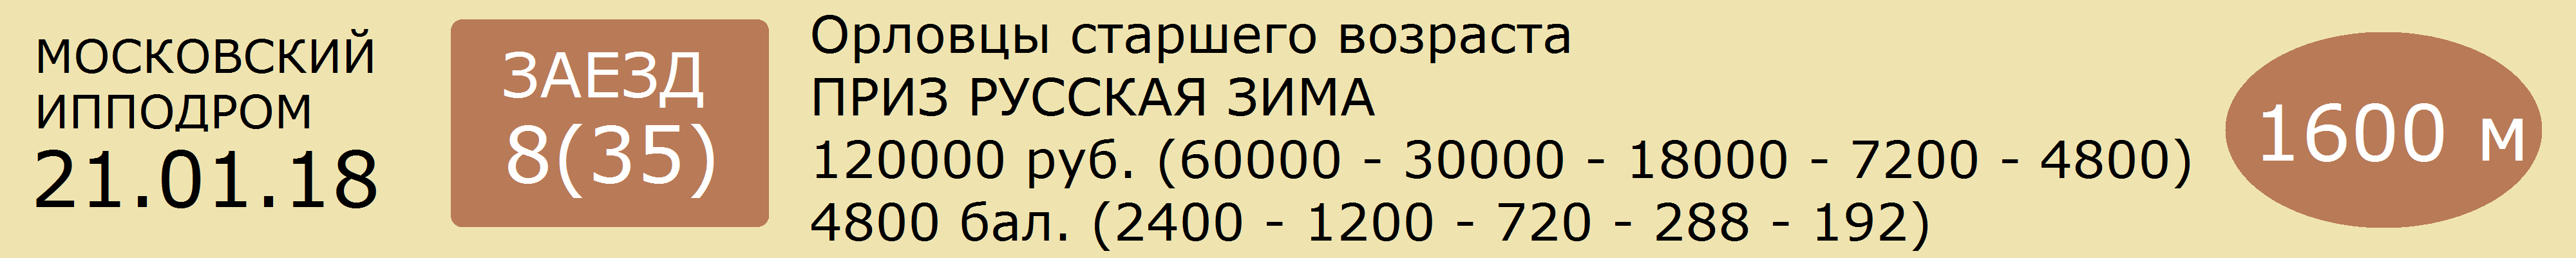 МОСКОВСКИЙ
ИППОДРОМ
21.01.18
ЗАЕЗД
8(35)
Орловцы старшего возраста
ПРИЗ РУССКАЯ ЗИМА
120000 руб. (60000 - 30000 - 18000 - 7200 - 4800)
4800 бал. (2400 - 1200 - 720 - 288 - 192)
1600 м